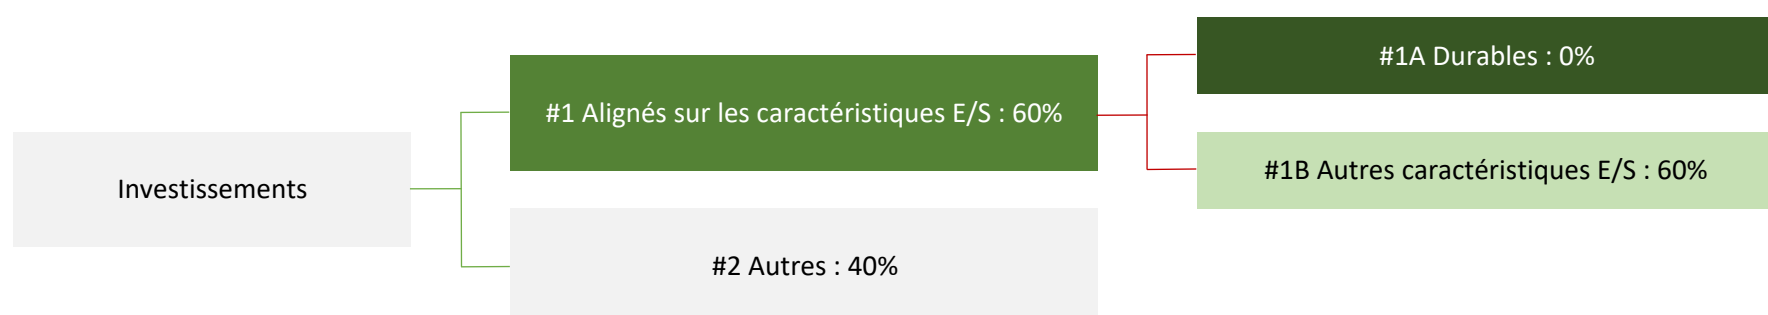 Investissements
#1 Alignés sur les caractéristiques E/S : 60%
#2 Autres : 40%
#1A Durables : 0%
#1B Autres caractéristiques E/S : 60%